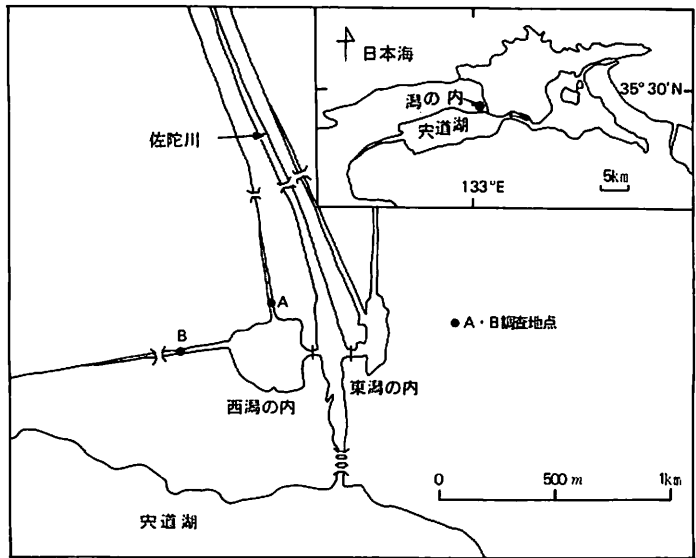 日本海
35°30′N
潟の内
宍道湖
133°E
5km
佐陀川
A
B
●A・B調査地点
西潟の内
東潟の内
0 500m 1km
宍道湖